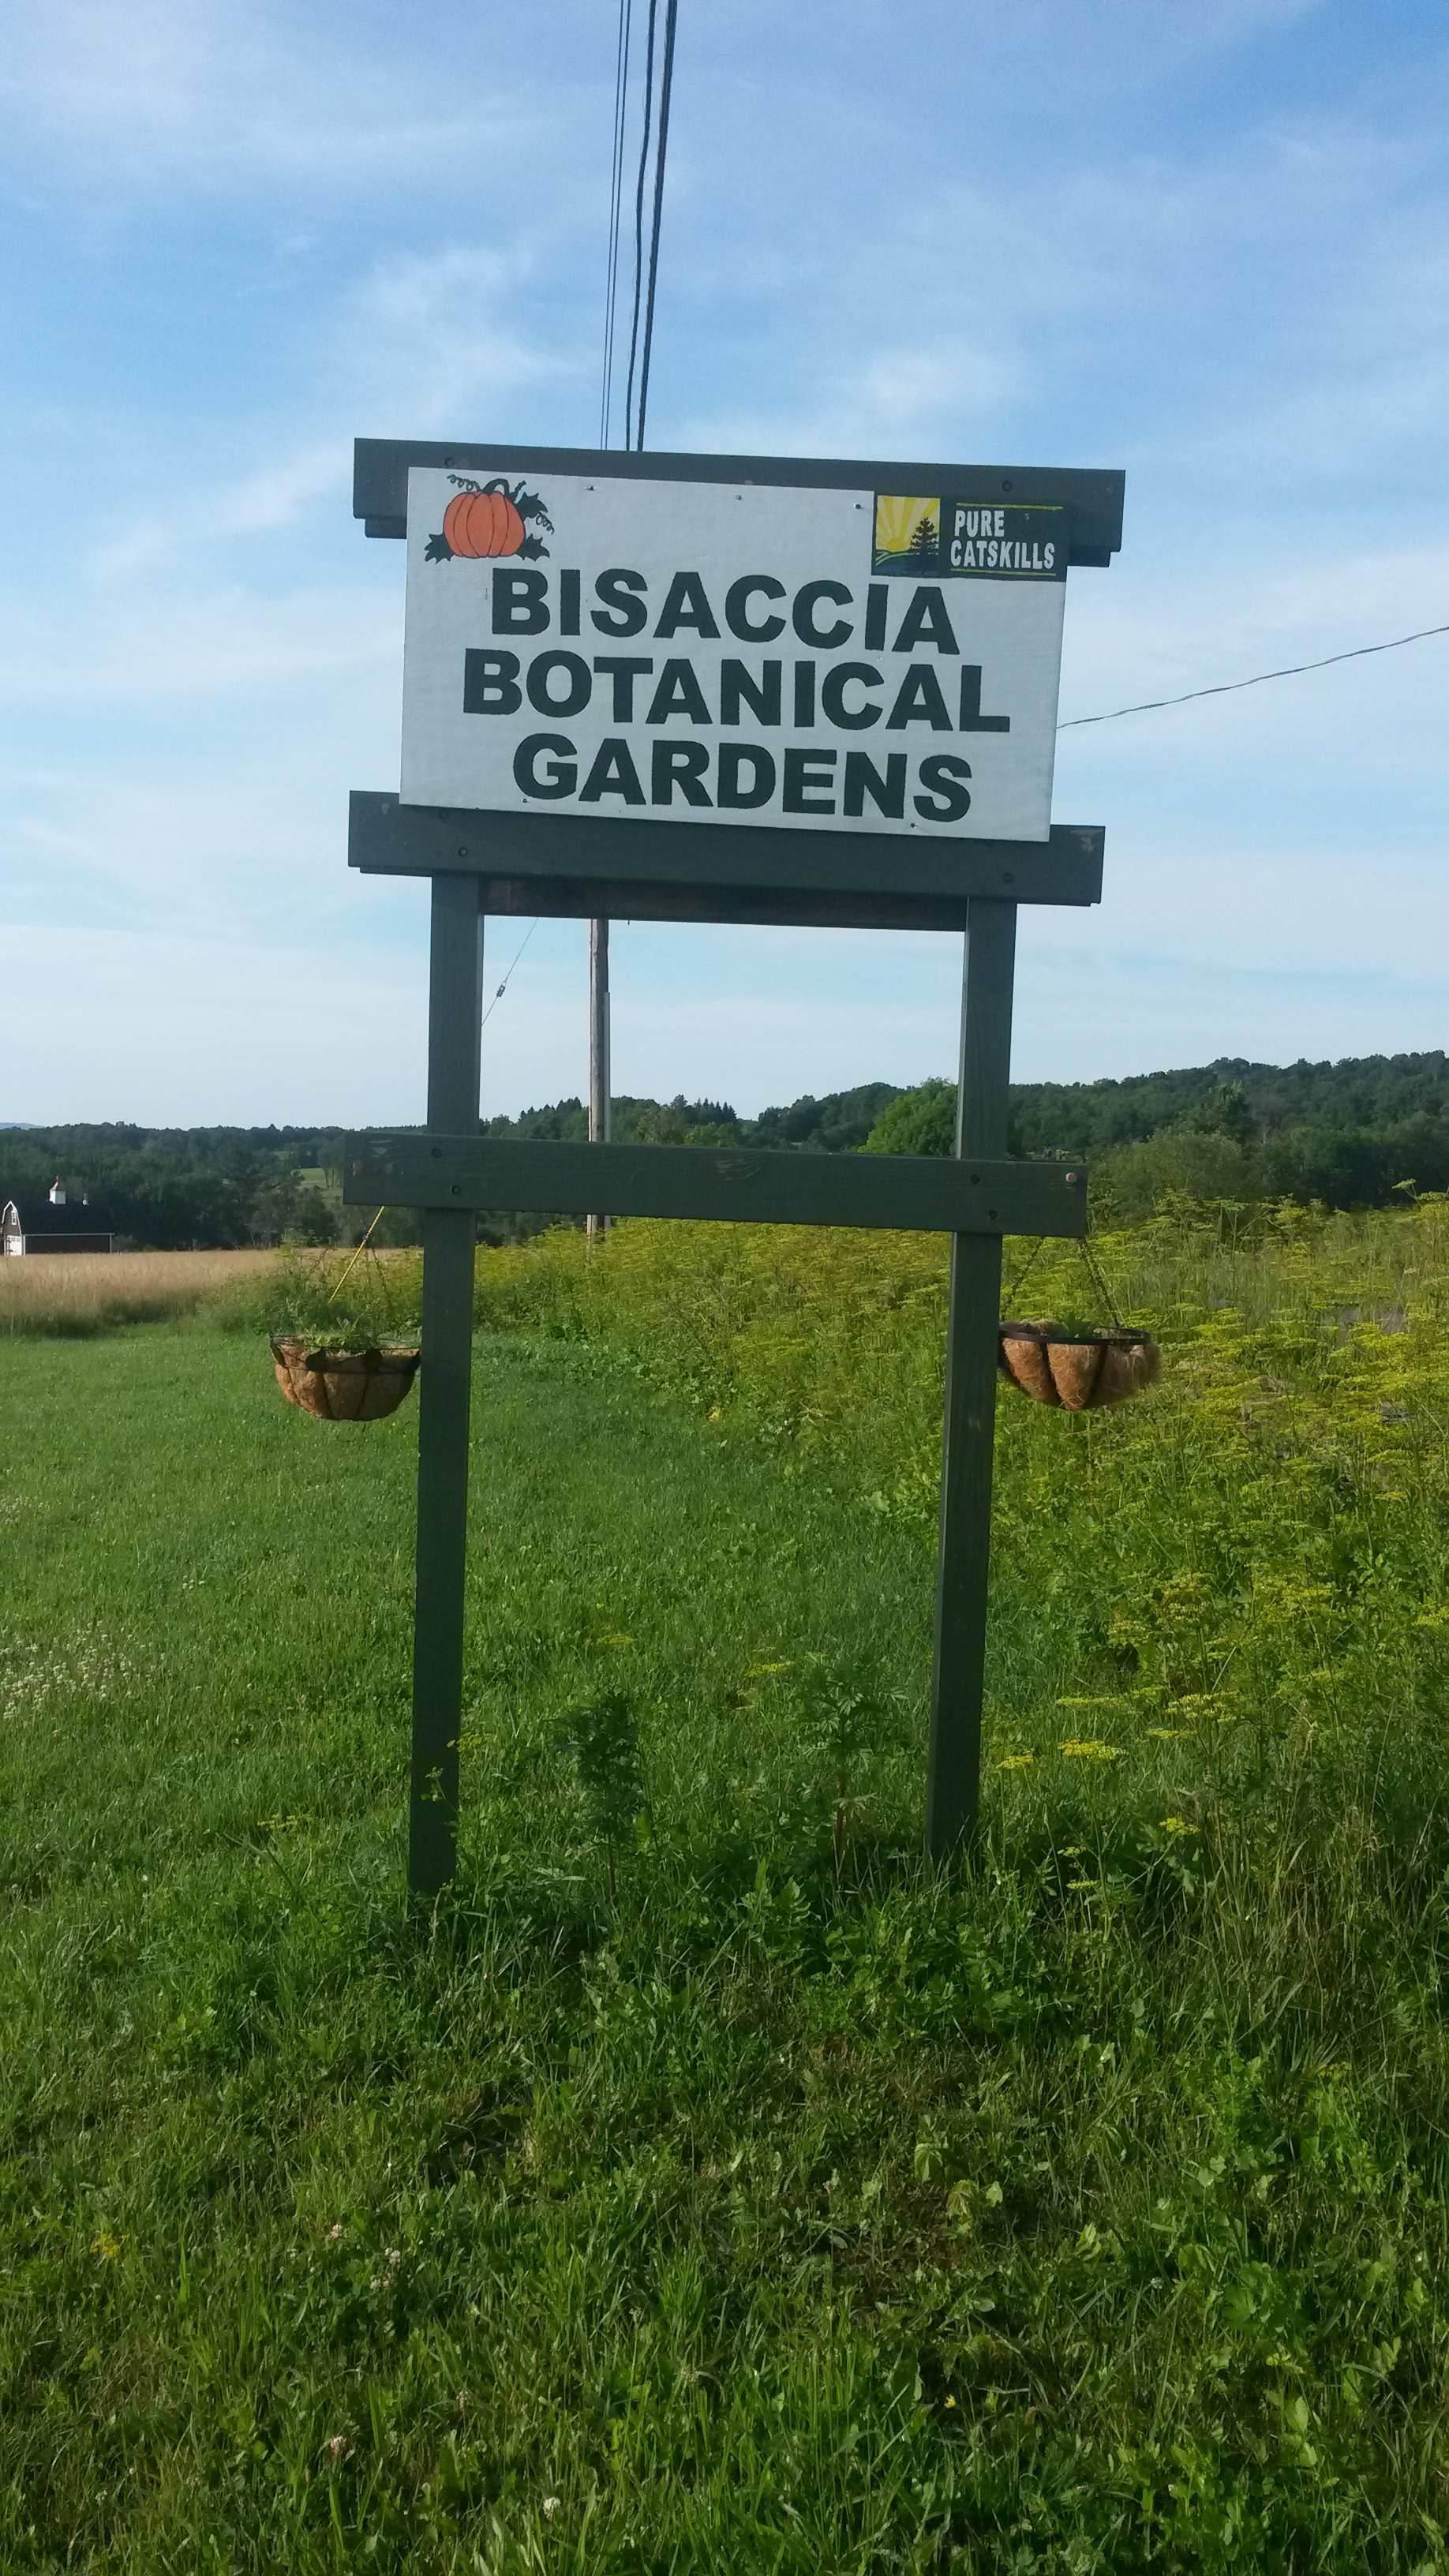 PURE
CATSKILLS
BISACCIA
BOTANICAL
GARDENS